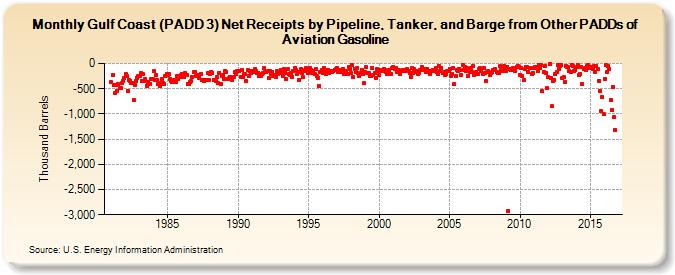 Monthly Gulf Coast (PADD 3) Net Receipts by Pipeline, Tanker, and Barge from Other PADDs of
Aviation Gasoline
Thousand Barrels
0
-500
-1,000
-1,500
-2,000
-2,500
-3,000
1985 1990 1995 2000 2005 2010 2015
Source: U.S. Energy Information Administration